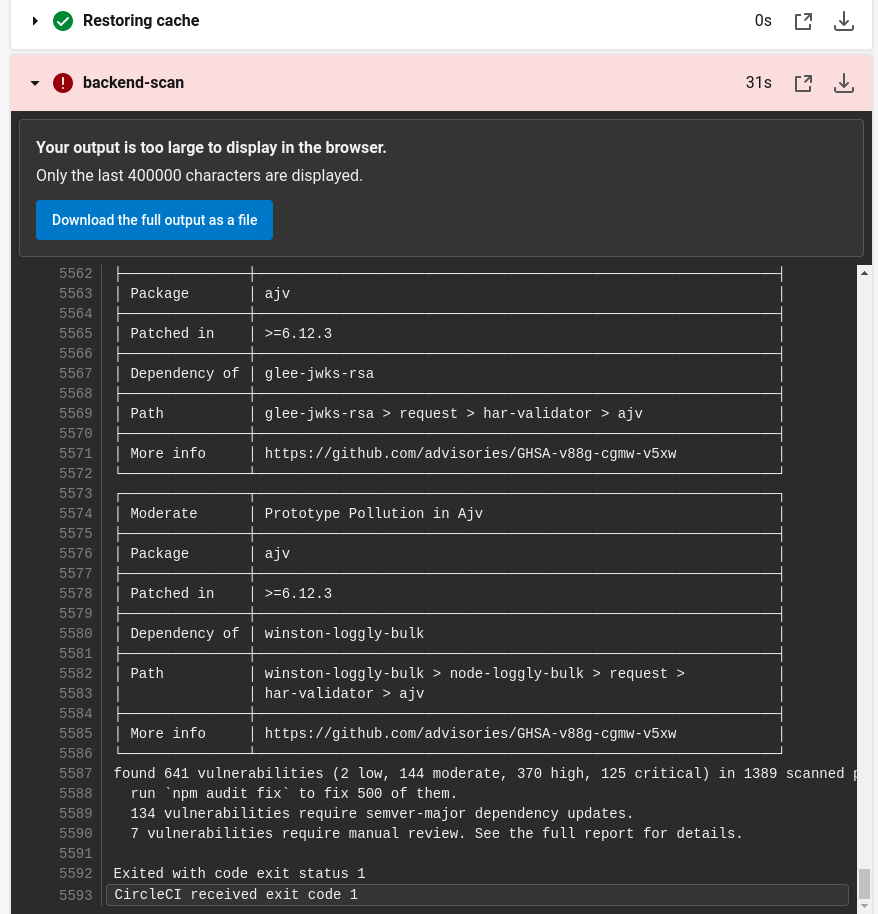 Restoring cache 0s
backend-scan 31s
Your output is too large to display in the browser.
Only the last 400000 characters are displayed.
Download the full output as a file
5562
5563 | Package | ajv |
5564
5565 | Patched in | >=6.12.3 |
5566
5567 | Dependency of | glee-jwks-rsa |
5568
5569 | Path | glee-jwks-rsa > request > har-validator > ajv |
5570
5571 | More info | https://github.com/advisories/GHSA-v88g-cgmw-v5xw |
5572
5573
5574 | Moderate | Prototype Pollution in Ajv |
5575
5576 | Package | ajv |
5577
5578 | Patched in | >=6.12.3 |
5579
5580 | Dependency of | winston-loggly-bulk |
5581
5582 | Path | winston-loggly-bulk > node-loggly-bulk > request > |
5583 | | har-validator > ajv |
5584
5585 | More info | https://github.com/advisories/GHSA-v88g-cgmw-v5xw |
5586
5587 found 641 vulnerabilities (2 low, 144 moderate, 370 high, 125 critical) in 1389 scanned
5588 run `npm audit fix` to fix 500 of them.
5589 134 vulnerabilities require semver-major dependency updates.
5590 7 vulnerabilities require manual review. See the full report for details.
5591
5592 Exited with code exit status 1
5593 CircleCI received exit code 1